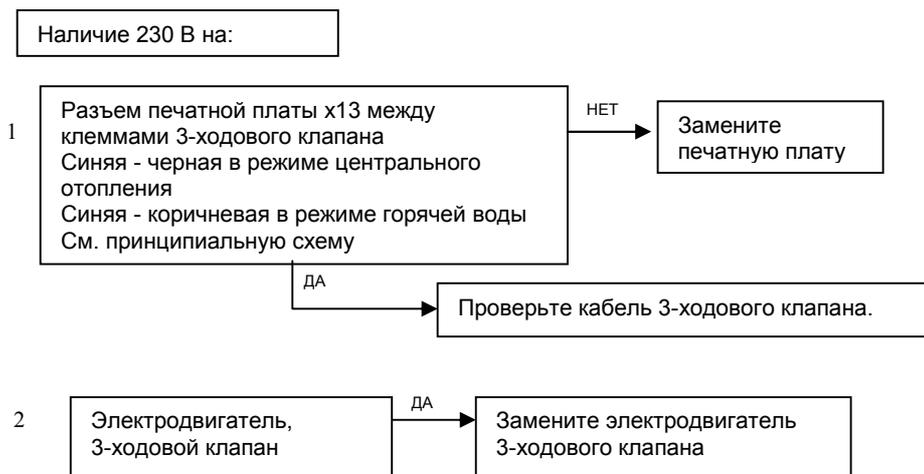 Наличие 230 В на:
1
Разъем печатной платы x13 между
клеммами 3-ходового клапана
Синяя - черная в режиме центрального
отопления
Синяя - коричневая в режиме горячей воды
См. принципиальную схему
НЕТ
Замените
печатную плату
ДА
Проверьте кабель 3-ходового клапана.
2
Электродвигатель,
3-ходовой клапан
ДА
Замените электродвигатель
3-ходового клапана